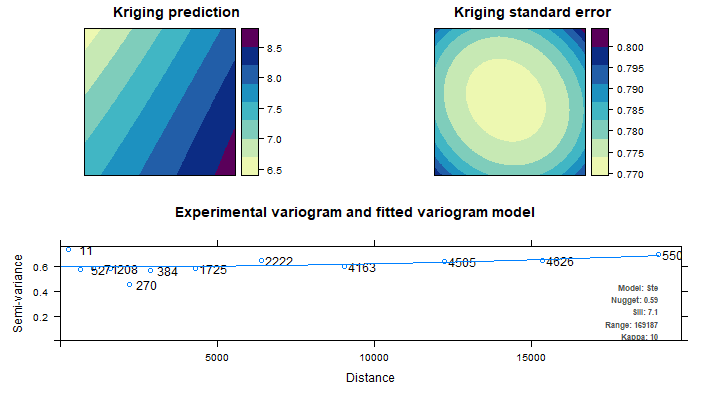 Kriging prediction
8.5
8.0
7.5
7.0
6.5
Kriging standard error
0.800
0.795
0.790
0.785
0.780
0.775
0.770
Experimental variogram and fitted variogram model
Semi-variance
0.6
0.4
0.2
11
527
1208
270
384
1725
2222
4163
4505
4626
550
Model: Ste
Nugget: 0.59
Sill: 7.1
Range: 169187
Kappa: 10
5000
10000
15000
Distance